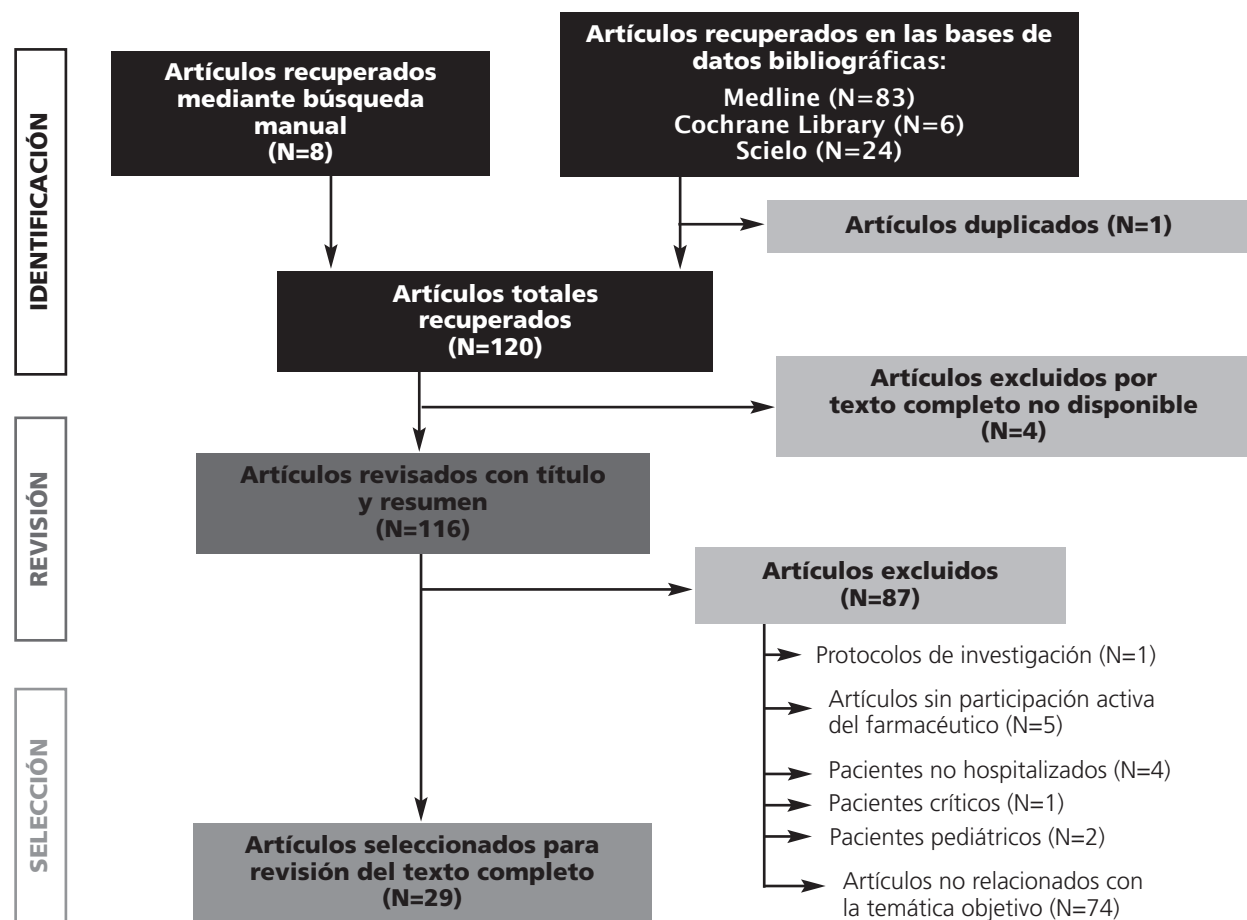 IDENTIFICACIÓN
Artículos recuperados
mediante búsqueda
manual
(N=8)
Artículos recuperados en las bases de
datos bibliográficas:
Medline (N=83)
Cochrane Library (N=6)
Scielo (N=24)
Artículos duplicados (N=1)
Artículos totales
recuperados
(N=120)
Artículos excluidos por
texto completo no disponible
(N=4)
REVISIÓN
Artículos revisados con título
y resumen
(N=116)
Artículos excluidos
(N=87)
Protocolos de investigación (N=1)
Artículos sin participación activa
del farmacéutico (N=5)
Pacientes no hospitalizados (N=4)
Pacientes críticos (N=1)
Pacientes pediátricos (N=2)
Artículos no relacionados con
la temática objetivo (N=74)
SELECCIÓN
Artículos seleccionados para
revisión del texto completo
(N=29)